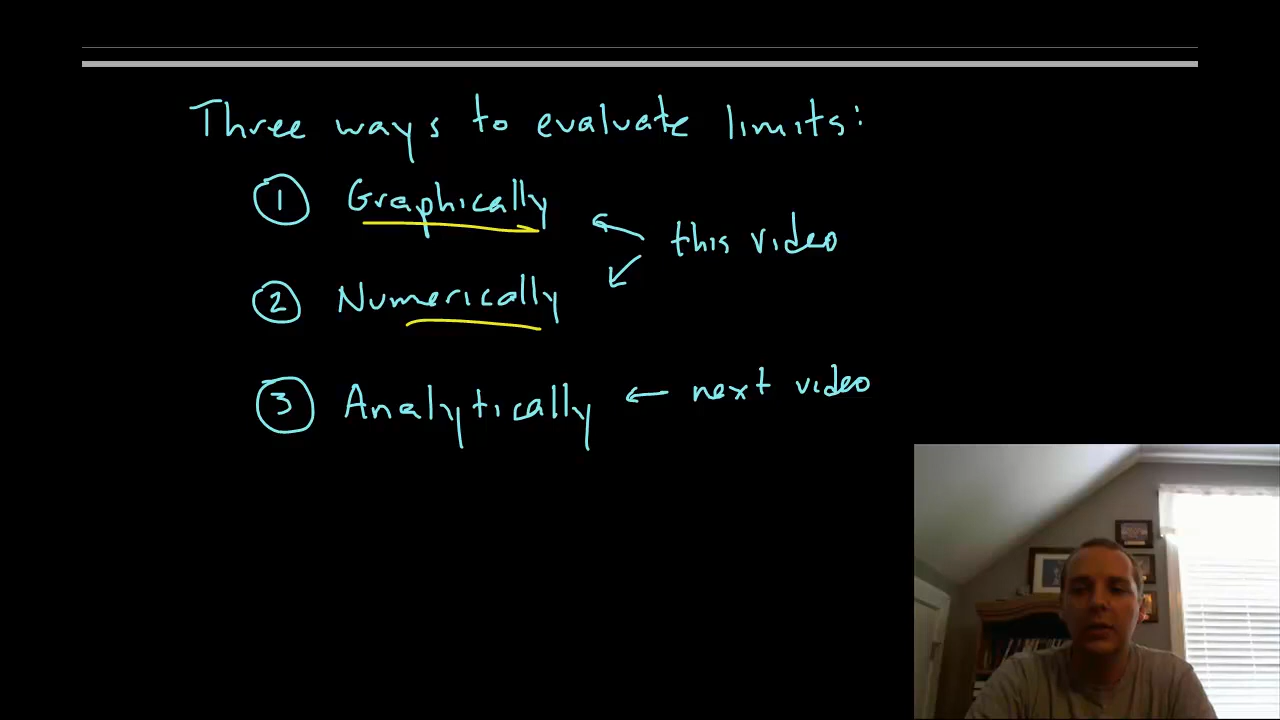 Three ways to evaluate limits:
① Graphically
this video
② Numerically
③ Analytically ← next video